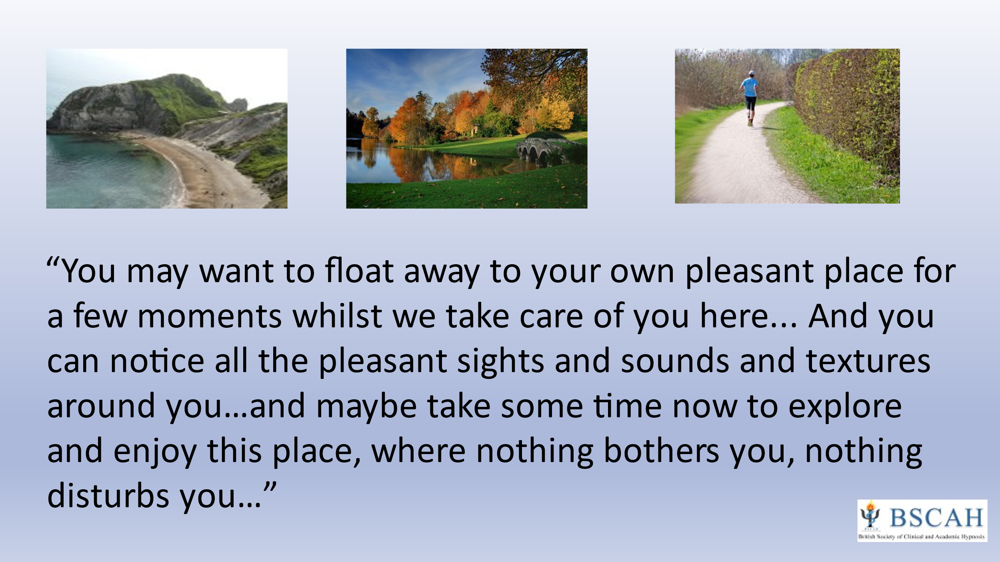 “You may want to float away to your own pleasant place for
a few moments whilst we take care of you here... And you
can notice all the pleasant sights and sounds and textures
around you…and maybe take some time now to explore
and enjoy this place, where nothing bothers you, nothing
disturbs you…”
BSCAH
British Society of Clinical and Academic Hypnosis